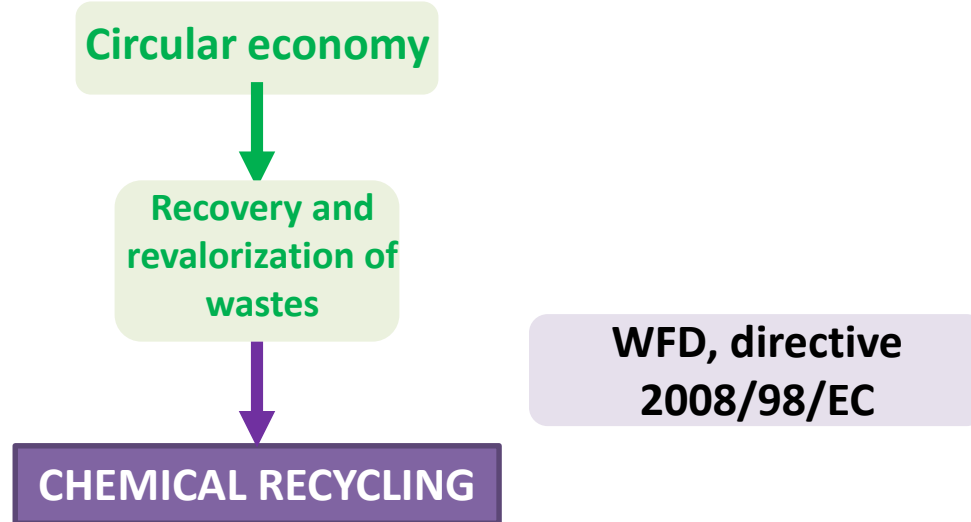 Circular economy
Recovery and
revalorization of
wastes
WFD, directive
2008/98/EC
CHEMICAL RECYCLING